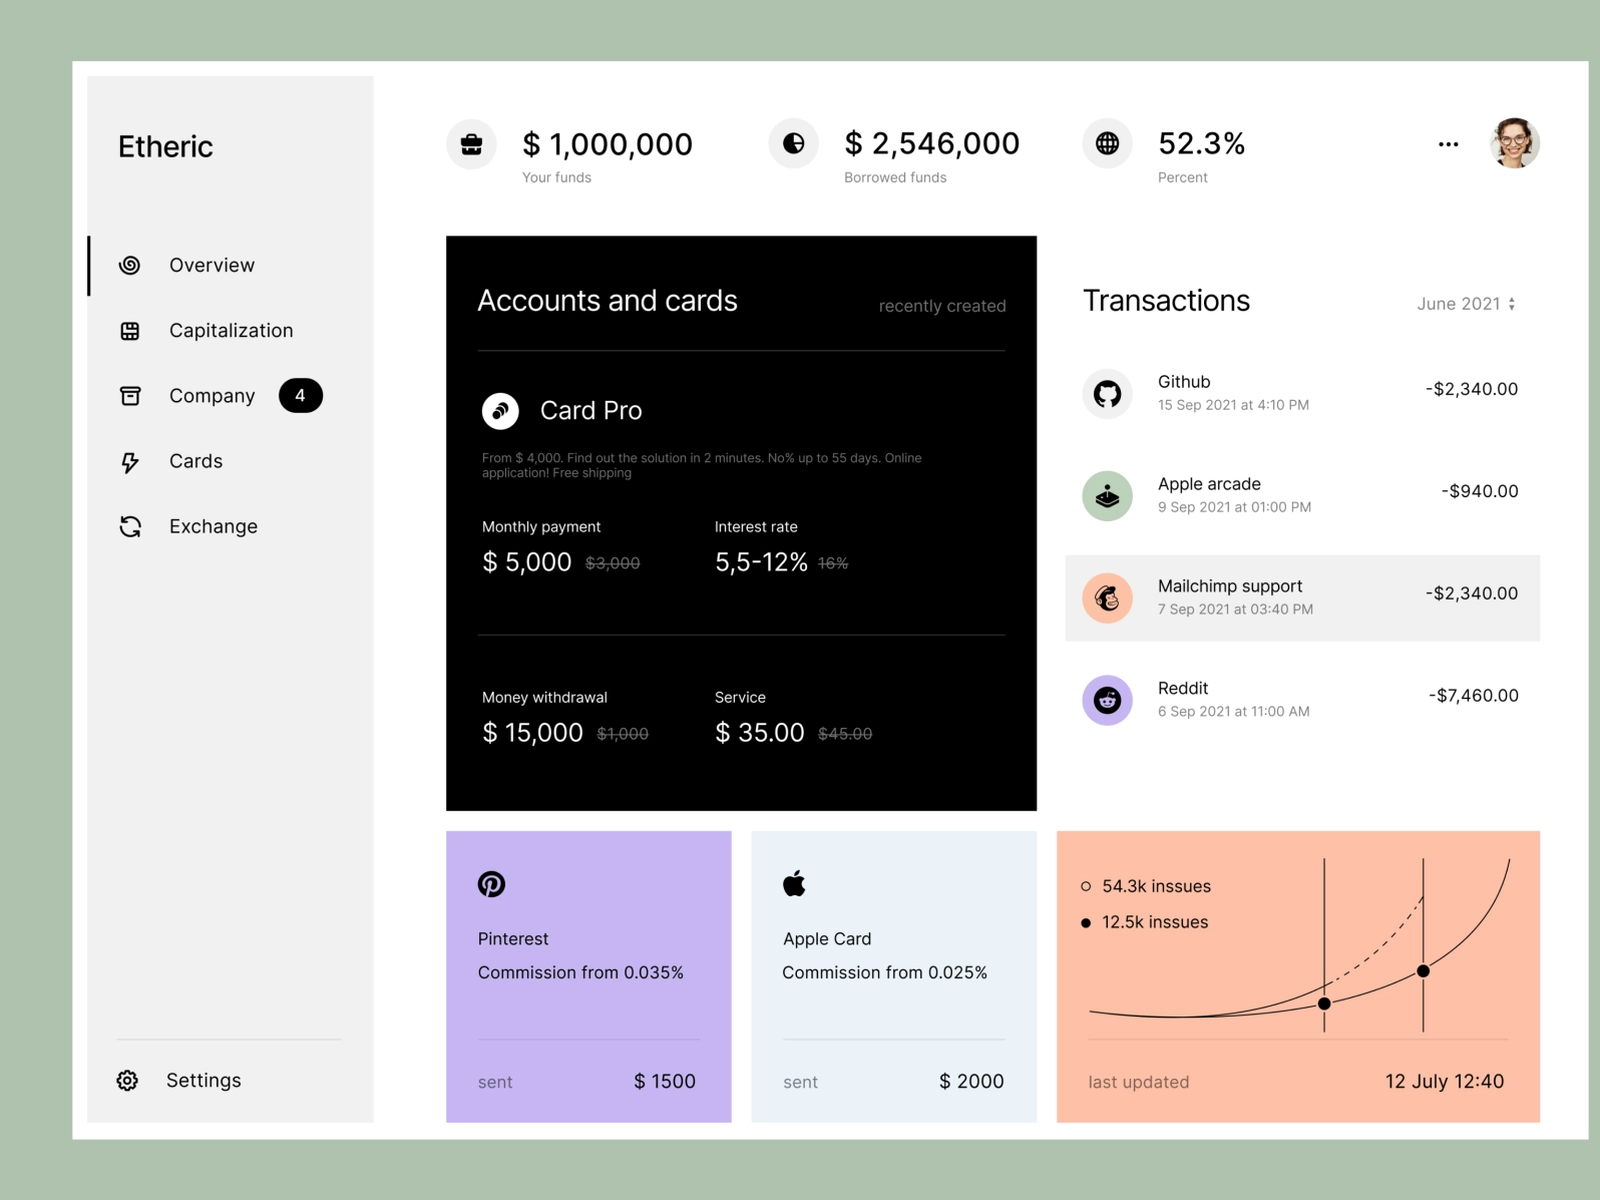 Etheric
Overview
Capitalization
Company 4
Cards
Exchange
Settings
$ 1,000,000
Your funds
$ 2,546,000
Borrowed funds
52.3%
Percent
Accounts and cards
recently created
Card Pro
From $ 4,000. Find out the solution in 2 minutes. No% up to 55 days. Online
application! Free shipping
Monthly payment
$ 5,000 $3,000
Interest rate
5,5-12% 16%
Money withdrawal
$ 15,000 $1,000
Service
$ 35.00 $45.00
Transactions
June 2021
Github
15 Sep 2021 at 4:10 PM
-$2,340.00
Apple arcade
9 Sep 2021 at 01:00 PM
-$940.00
Mailchimp support
7 Sep 2021 at 03:40 PM
-$2,340.00
Reddit
6 Sep 2021 at 11:00 AM
-$7,460.00
Pinterest
Commission from 0.035%
sent $ 1500
Apple Card
Commission from 0.025%
sent $ 2000
54.3k inssues
12.5k inssues
last updated 12 July 12:40